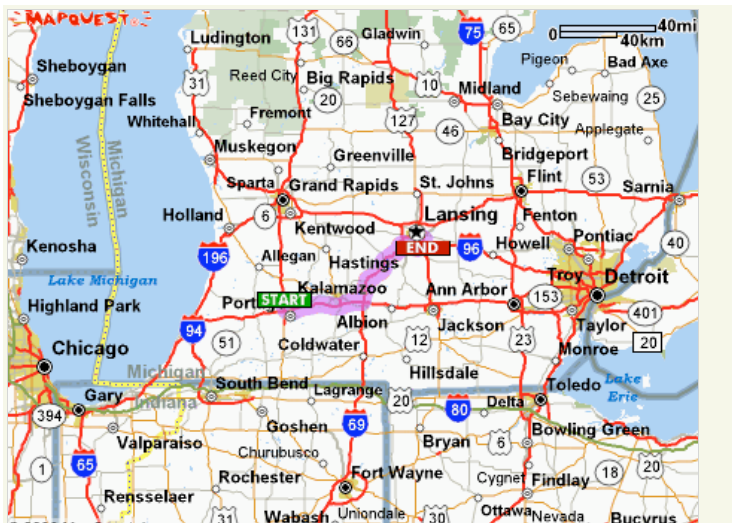 MAPQUEST
Ludington
131
66
Gladwin
75
65
0
40mi
40km
Sheboygan
31
Reed City
Big Rapids
10
Midland
Pigeon
Bad Axe
Sheboygan Falls
20
Sebewaing
25
Whitehall
Fremont
127
46
Bay City
Applegate
Wisconsin
Michigan
Muskegon
Greenville
Bridgeport
Sparta
Grand Rapids
St. Johns
Flint
53
Sarnia
Holland
6
Kentwood
Lansing
Fenton
Kenosha
196
Allegan
Hastings
END
96
Howell
Pontiac
40
Lake Michigan
Kalamazoo
Troy
Detroit
Highland Park
START
Ann Arbor
153
401
94
Albion
Jackson
Taylor
20
Chicago
51
Coldwater
12
23
Monroe
Michigan
Hillsdale
Gary
Indiana
South Bend
Lagrange
20
80
Delta
Toledo
Lake
Erie
394
Goshen
69
Bryan
6
Bowling Green
Valparaiso
Churubusco
1
65
Rochester
Fort Wayne
Cygnet
Findlay
18
20
Rensselaer
31
Wabash
Uniondale
30
Ottawa
Nevada
Bucyrus